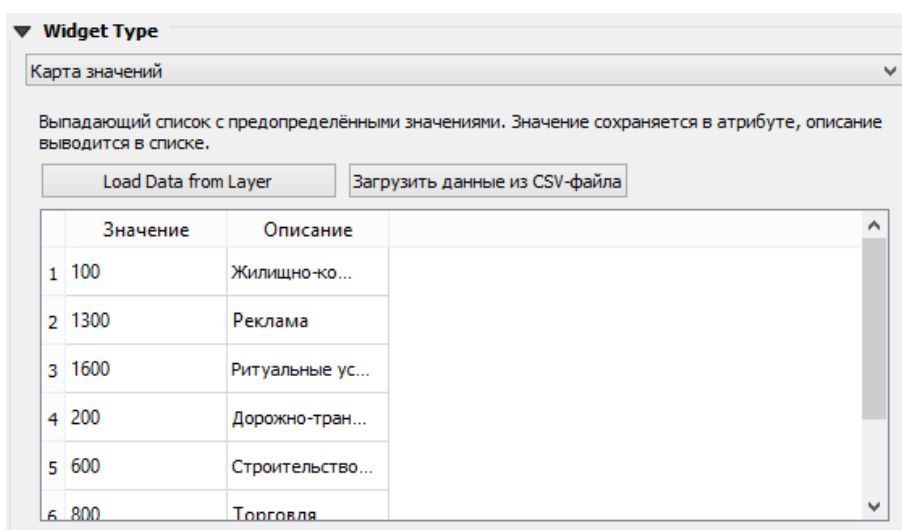 Widget Type
Карта значений
Выпадающий список с предопределёнными значениями. Значение сохраняется в атрибуте, описание
выводится в списке.
Load Data from Layer Загрузить данные из CSV-файла
Значение Описание
1 100 Жилищно-ко...
2 1300 Реклама
3 1600 Ритуальные ус...
4 200 Дорожно-тран...
5 600 Строительство...
6 800 Торговля